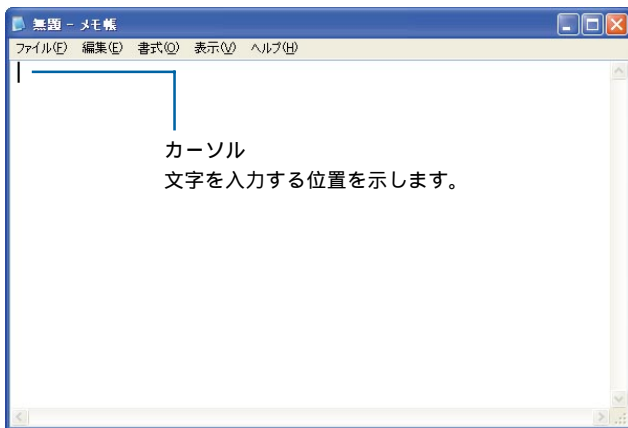 無題 - メモ帳
ファイル(F) 編集(E) 書式(O) 表示(V) ヘルプ(H)
カーソル
文字を入力する位置を示します。